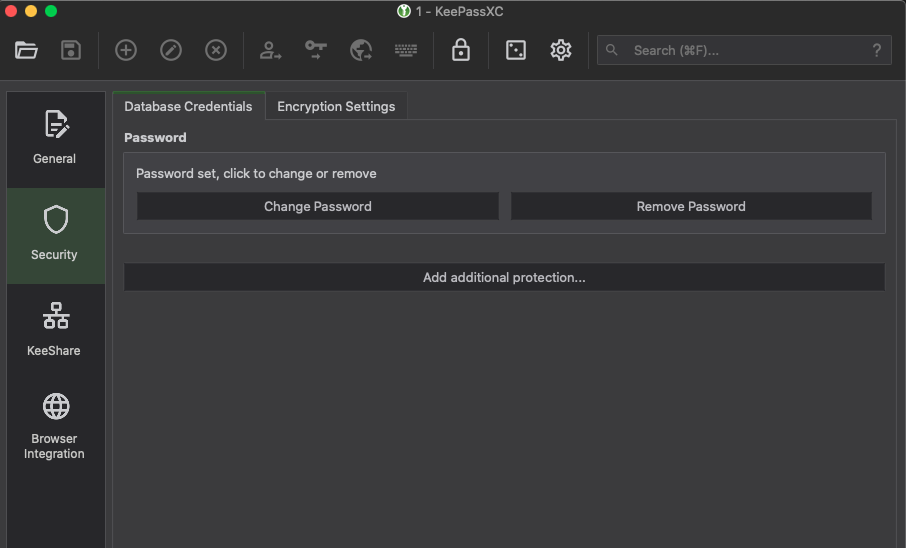 1 - KeePassXC
Search (⌘F)...
?
General
Security
KeeShare
Browser
Integration
Database Credentials
Encryption Settings
Password
Password set, click to change or remove
Change Password
Remove Password
Add additional protection...